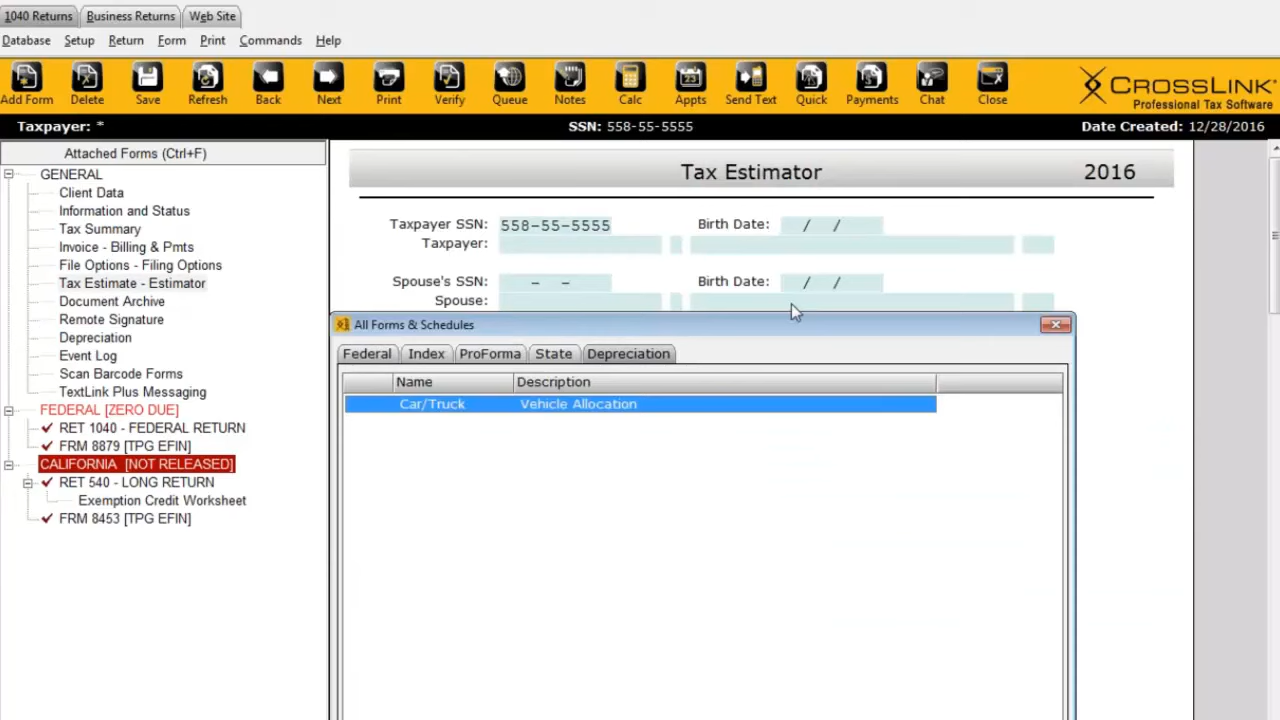 1040 Returns Business Returns Web Site
Database Setup Return Form Print Commands Help
Add Form Delete Save Refresh Back Next Print Verify Queue Notes Calc Appts Send Text Quick Payments Chat Close
CROSSLINK
Professional Tax Software
Taxpayer: * SSN: 558-55-5555 Date Created: 12/28/2016
Attached Forms (Ctrl+F)
GENERAL
Client Data
Information and Status
Tax Summary
Invoice - Billing & Pmts
File Options - Filing Options
Tax Estimate - Estimator
Document Archive
Remote Signature
Depreciation
Event Log
Scan Barcode Forms
TextLink Plus Messaging
FEDERAL [ZERO DUE]
RET 1040 - FEDERAL RETURN
FRM 8879 [TPG EFIN]
CALIFORNIA [NOT RELEASED]
RET 540 - LONG RETURN
Exemption Credit Worksheet
FRM 8453 [TPG EFIN]
Tax Estimator 2016
Taxpayer SSN: 558-55-5555 Birth Date: / /
Taxpayer:
Spouse's SSN: - - Birth Date: / /
Spouse:
All Forms & Schedules
Federal Index ProForma State Depreciation
Name Description
Car/Truck Vehicle Allocation